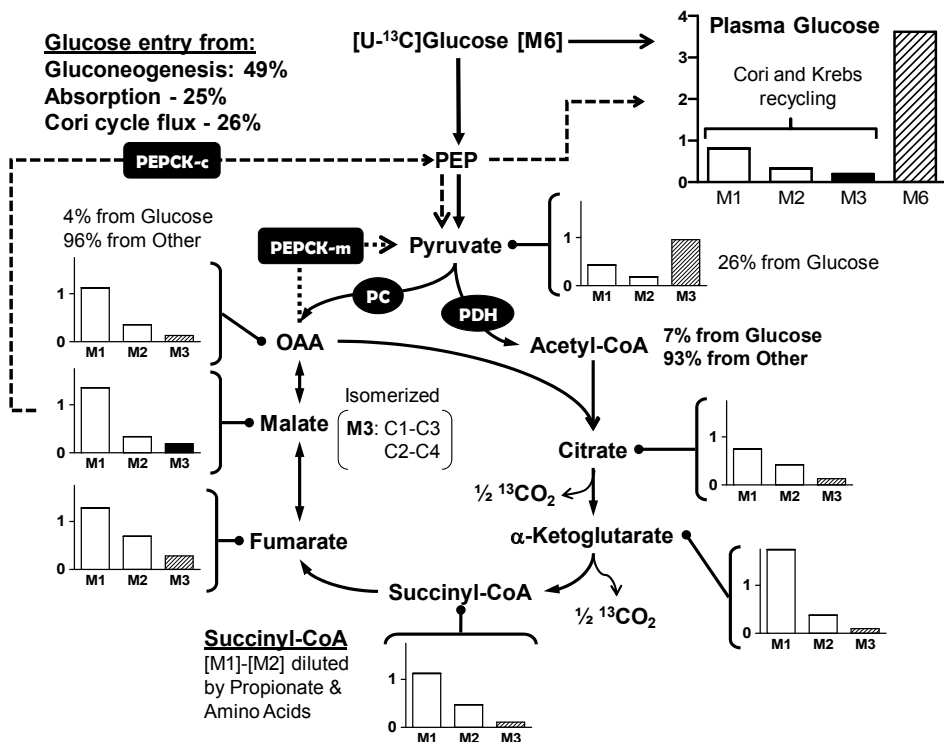 Glucose entry from:
Gluconeogenesis: 49%
Absorption - 25%
Cori cycle flux - 26%
[U-¹³C]Glucose [M6]
Plasma Glucose
4
3
2
1
0
Cori and Krebs
recycling
M1 M2 M3 M6
PEPCK-c
PEP
4% from Glucose
96% from Other
PEPCK-m
Pyruvate
1
0
M1 M2 M3
26% from Glucose
1
0
M1 M2 M3
PC
PDH
OAA
Acetyl-CoA
7% from Glucose
93% from Other
1
0
M1 M2 M3
Malate
Isomerized
M3: C1-C3
C2-C4
Citrate
1
0
M1 M2 M3
½ ¹³CO₂
1
0
M1 M2 M3
Fumarate
α-Ketoglutarate
1
0
M1 M2 M3
Succinyl-CoA
½ ¹³CO₂
Succinyl-CoA
[M1]-[M2] diluted
by Propionate &
Amino Acids
1
0
M1 M2 M3